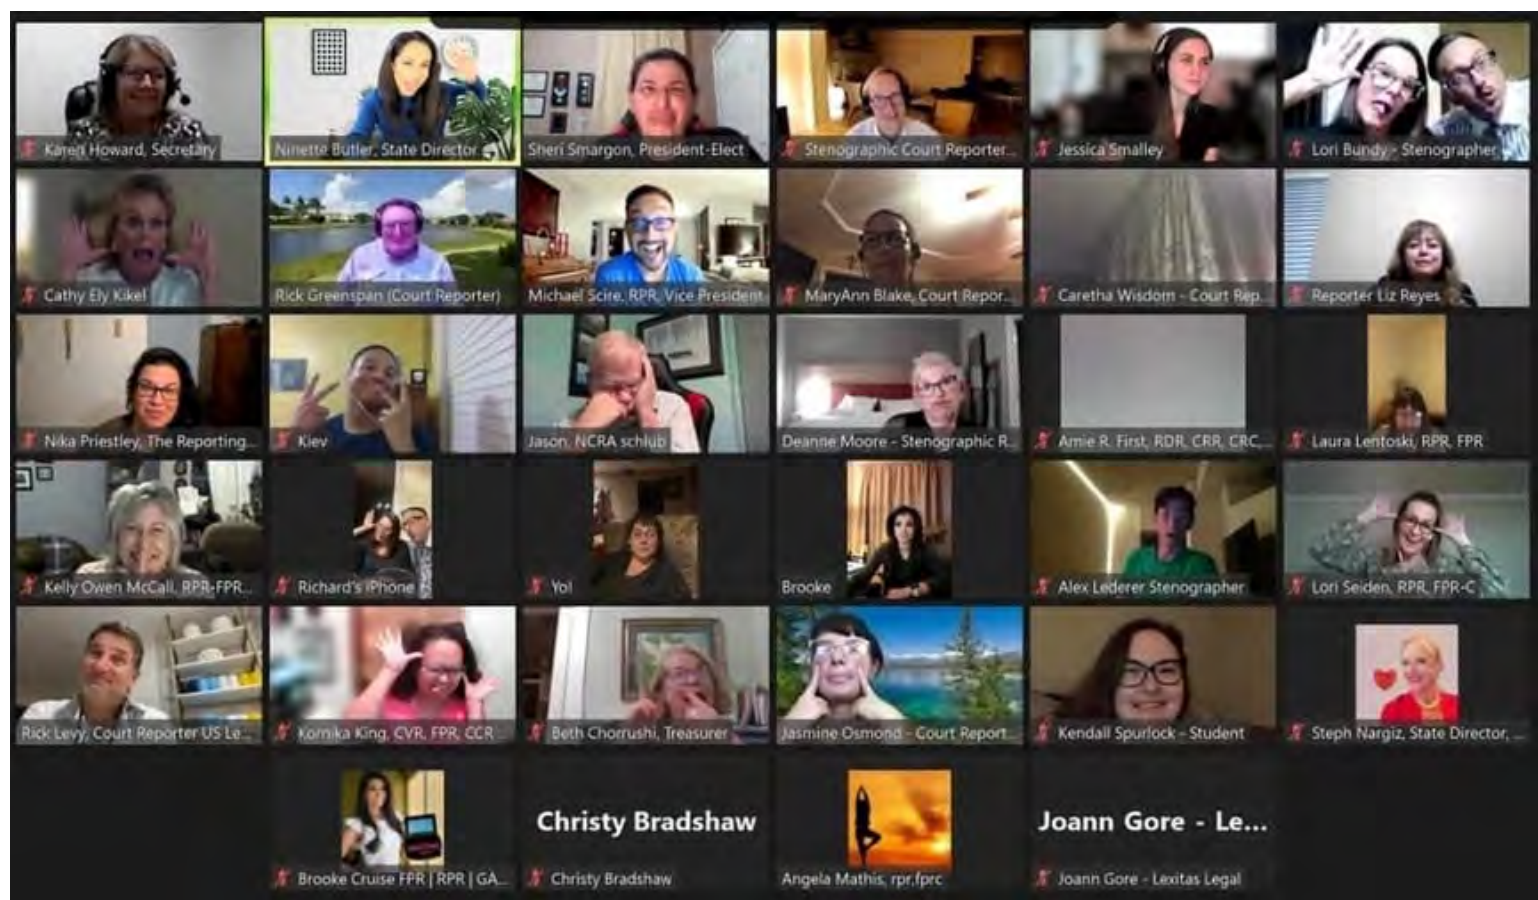 Karen Howard, Secretary
Ninette Butler, State Director
Sheri Smargon, President-Elect
Stenographic Court Reporter...
Jessica Smalley
Lori Bundy - Stenographer
Cathy Ely Kikel
Rick Greenspan (Court Reporter)
Michael Scire, RPR, Vice President
MaryAnn Blake, Court Repor...
Caretha Wisdom - Court Rep...
Reporter Liz Reyes
Nika Priestley, The Reporting...
Kiev
Jason, NCRA schlub
Deanne Moore - Stenographic R...
Amie R. First, RDR, CRR, CRC,...
Laura Lentoski, RPR, FPR
Kelly Owen McCall, RPR-FPR...
Richard's iPhone
Yol
Brooke
Alex Lederer Stenographer
Lori Seiden, RPR, FPR-C
Rick Levy, Court Reporter US Le...
Komika King, CVR, FPR, CCR
Beth Chorrushi, Treasurer
Jasmine Osmond - Court Report...
Kendall Spurlock - Student
Steph Nargiz, State Director, ...
Brooke Cruise FPR | RPR | GA...
Christy Bradshaw
Christy Bradshaw
Angela Mathis, rpr,fprc
Joann Gore - Le...
Joann Gore - Lexitas Legal